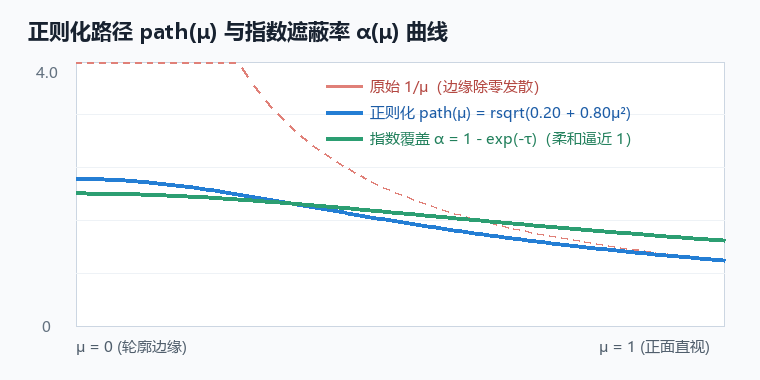 正则化路径 path(μ) 与指数遮蔽率 α(μ) 曲线
4.0
原始 1/μ（边缘除零发散）
正则化 path(μ) = rsqrt(0.20 + 0.80μ²)
指数覆盖 α = 1 - exp(-τ)（柔和逼近 1）
0
μ = 0 (轮廓边缘)
μ = 1 (正面直视)